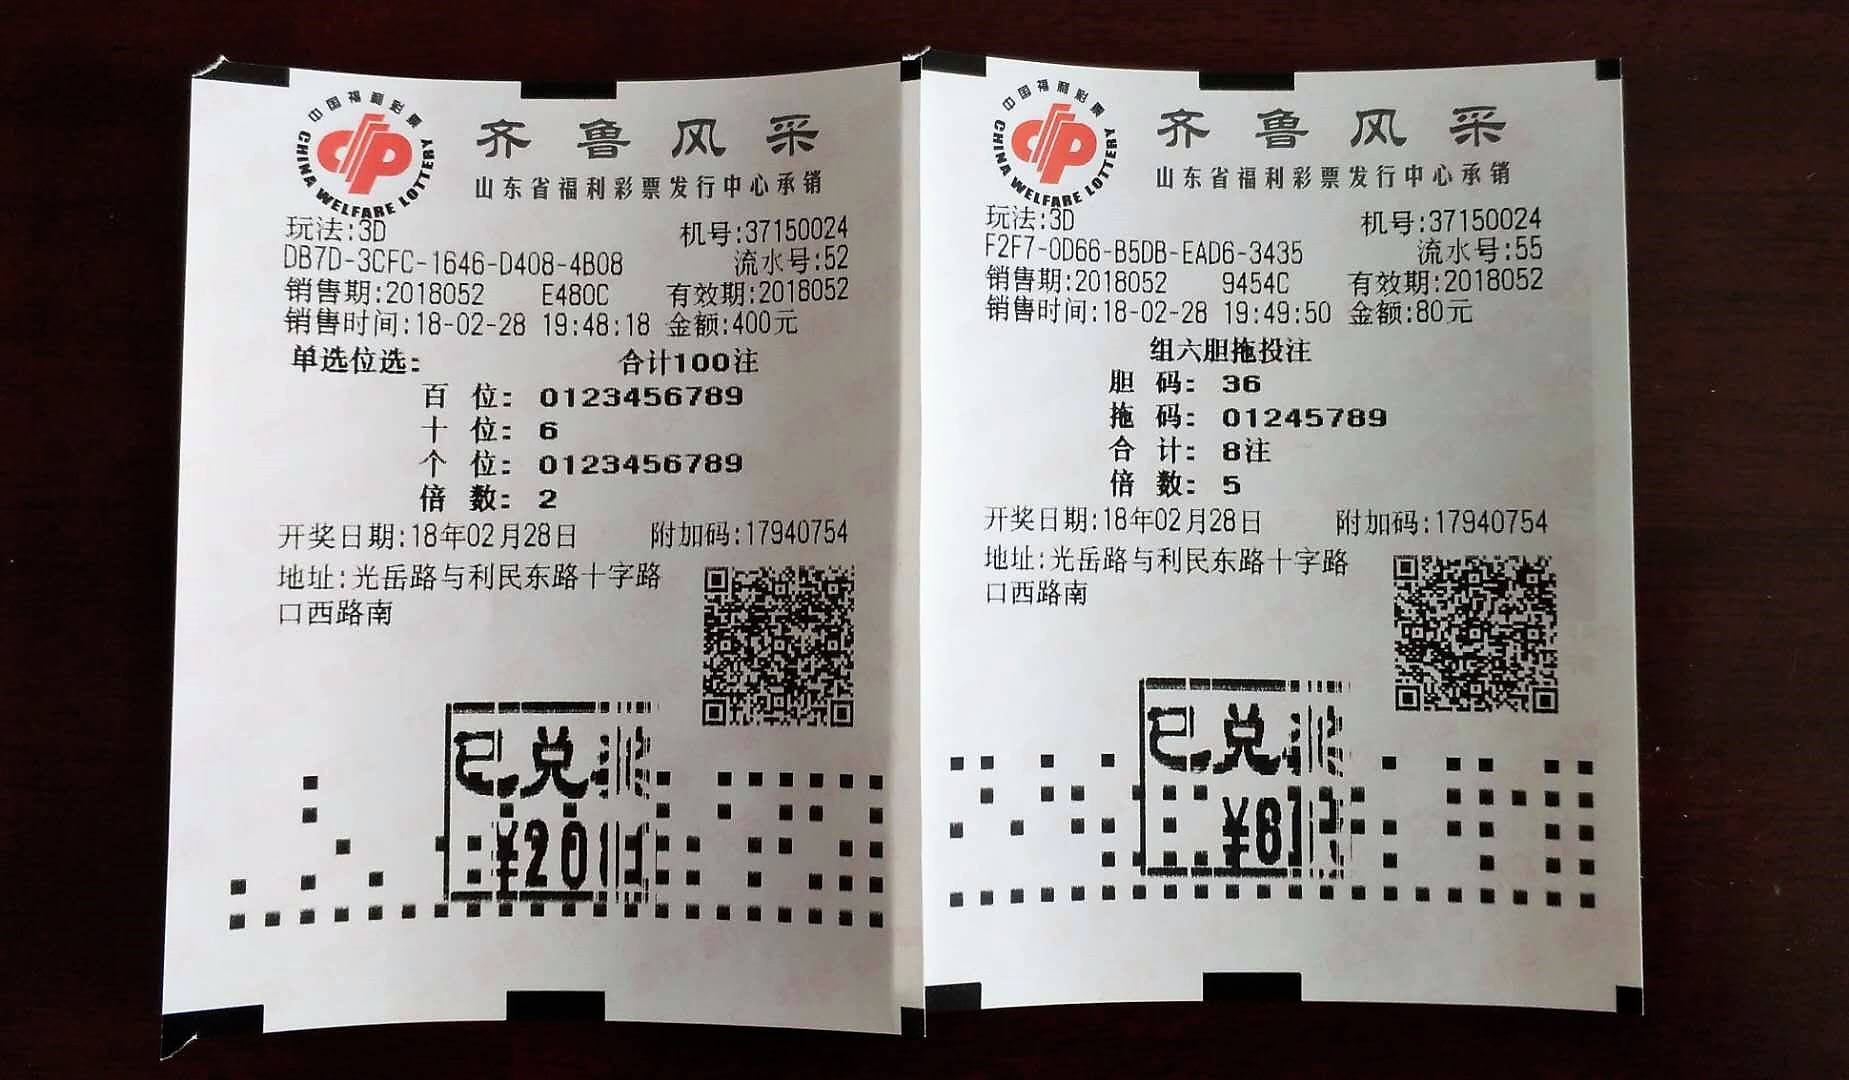 中国福利彩票
CHINA WELFARE LOTTERY
齐鲁风采
山东省福利彩票发行中心承销
玩法:3D 机号:37150024
DB7D-3CFC-1646-D408-4B08 流水号:52
销售期:2018052 E480C 有效期:2018052
销售时间:18-02-28 19:48:18 金额:400元
单选位选: 合计100注
百 位: 0123456789
十 位: 6
个 位: 0123456789
倍 数: 2
开奖日期:18年02月28日 附加码:17940754
地址:光岳路与利民东路十字路
口西路南
已兑奖
中国福利彩票
CHINA WELFARE LOTTERY
齐鲁风采
山东省福利彩票发行中心承销
玩法:3D 机号:37150024
F2F7-0D66-B5DB-EAD6-3435 流水号:55
销售期:2018052 9454C 有效期:2018052
销售时间:18-02-28 19:49:50 金额:80元
组六胆拖投注
胆 码: 36
拖 码: 01245789
合 计: 8注
倍 数: 5
开奖日期:18年02月28日 附加码:17940754
地址:光岳路与利民东路十字路
口西路南
已兑奖